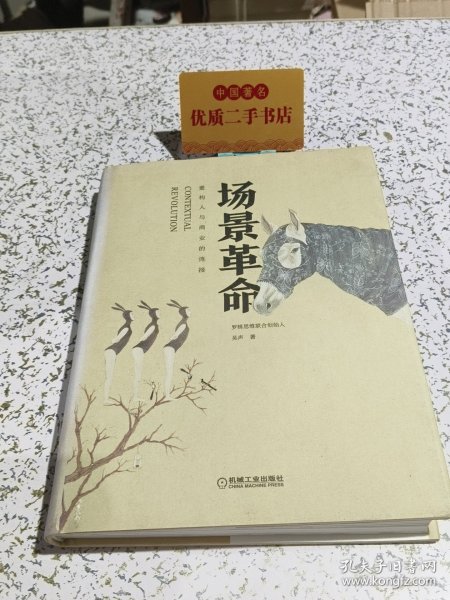 中国著名
优质二手书店
场景革命
重构人与商业的连接
CONTEXTUAL
REVOLUTION
罗辑思维联合创始人
吴声 著
机械工业出版社
CHINA MACHINE PRESS
孔夫子旧书网
www.kongfz.com